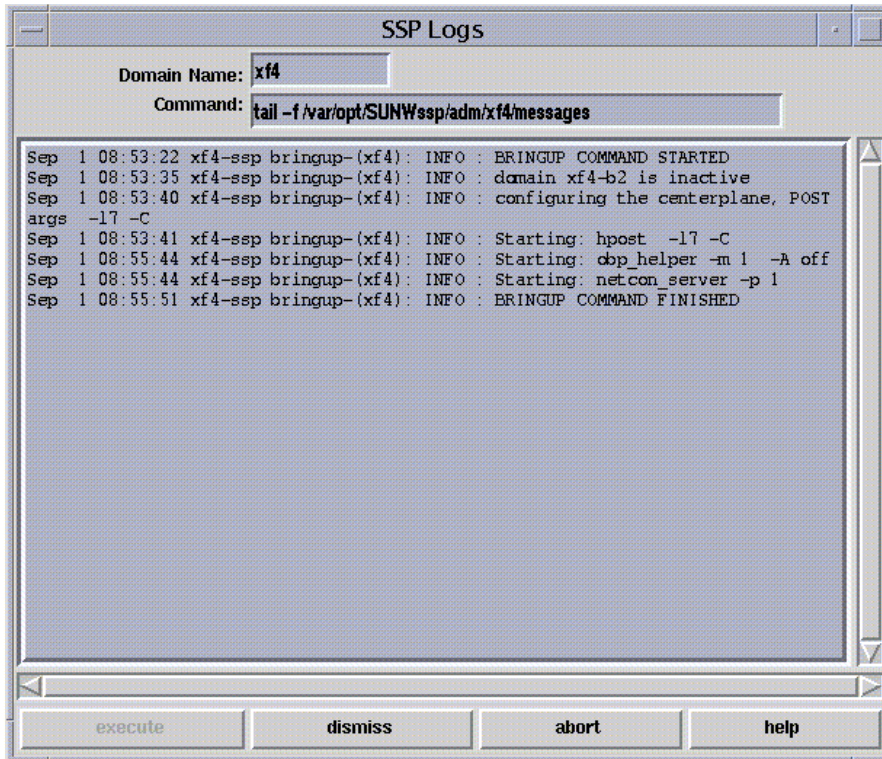 SSP Logs
Domain Name: xf4
Command: tail -f /var/opt/SUNWssp/adm/xf4/messages
Sep  1 08:53:22 xf4-ssp bringup-(xf4): INFO : BRINGUP COMMAND STARTED
Sep  1 08:53:35 xf4-ssp bringup-(xf4): INFO : domain xf4-b2 is inactive
Sep  1 08:53:40 xf4-ssp bringup-(xf4): INFO : configuring the centerplane, POST
args  -l7 -C
Sep  1 08:53:41 xf4-ssp bringup-(xf4): INFO : Starting: hpost  -l7 -C
Sep  1 08:55:44 xf4-ssp bringup-(xf4): INFO : Starting: obp_helper -m 1  -A off
Sep  1 08:55:44 xf4-ssp bringup-(xf4): INFO : Starting: netcon_server -p 1
Sep  1 08:55:51 xf4-ssp bringup-(xf4): INFO : BRINGUP COMMAND FINISHED
execute dismiss abort help